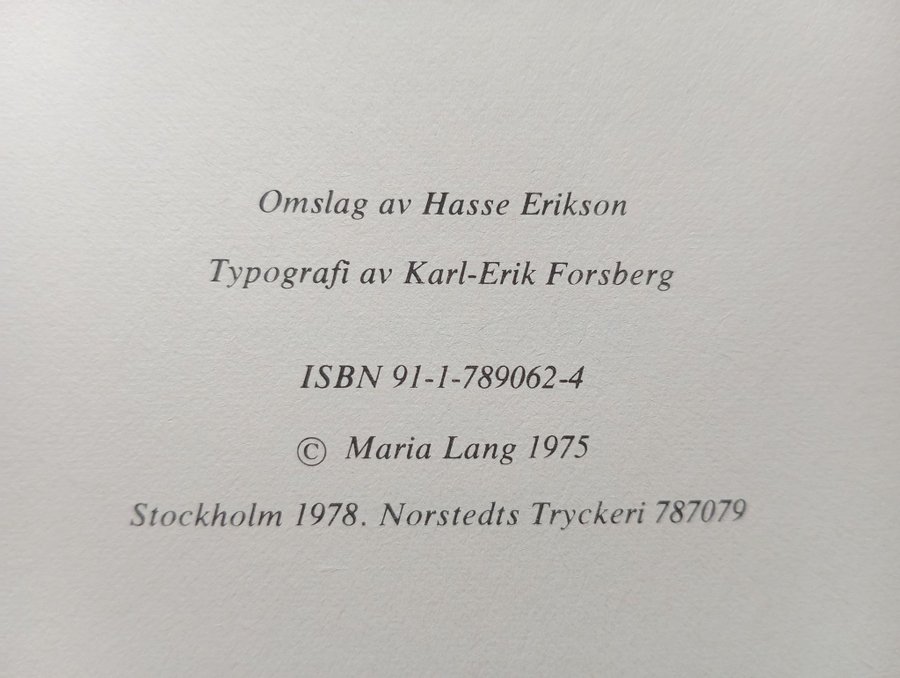 Omslag av Hasse Erikson
Typografi av Karl-Erik Forsberg
ISBN 91-1-789062-4
© Maria Lang 1975
Stockholm 1978. Norstedts Tryckeri 787079